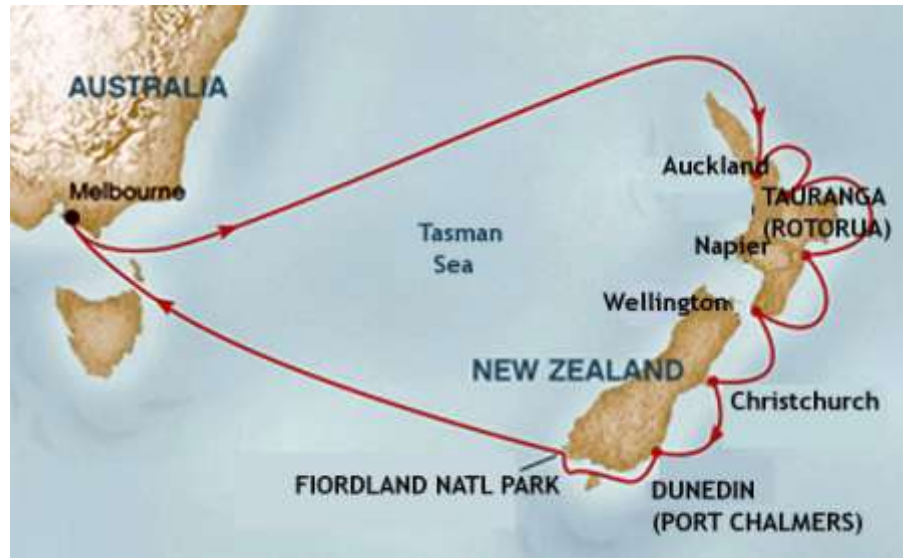 AUSTRALIA
Melbourne
Auckland
TAURANGA
(ROTORUA)
Tasman
Sea
Napier
Wellington
NEW ZEALAND
Christchurch
FIORDLAND NATL PARK
DUNEDIN
(PORT CHALMERS)